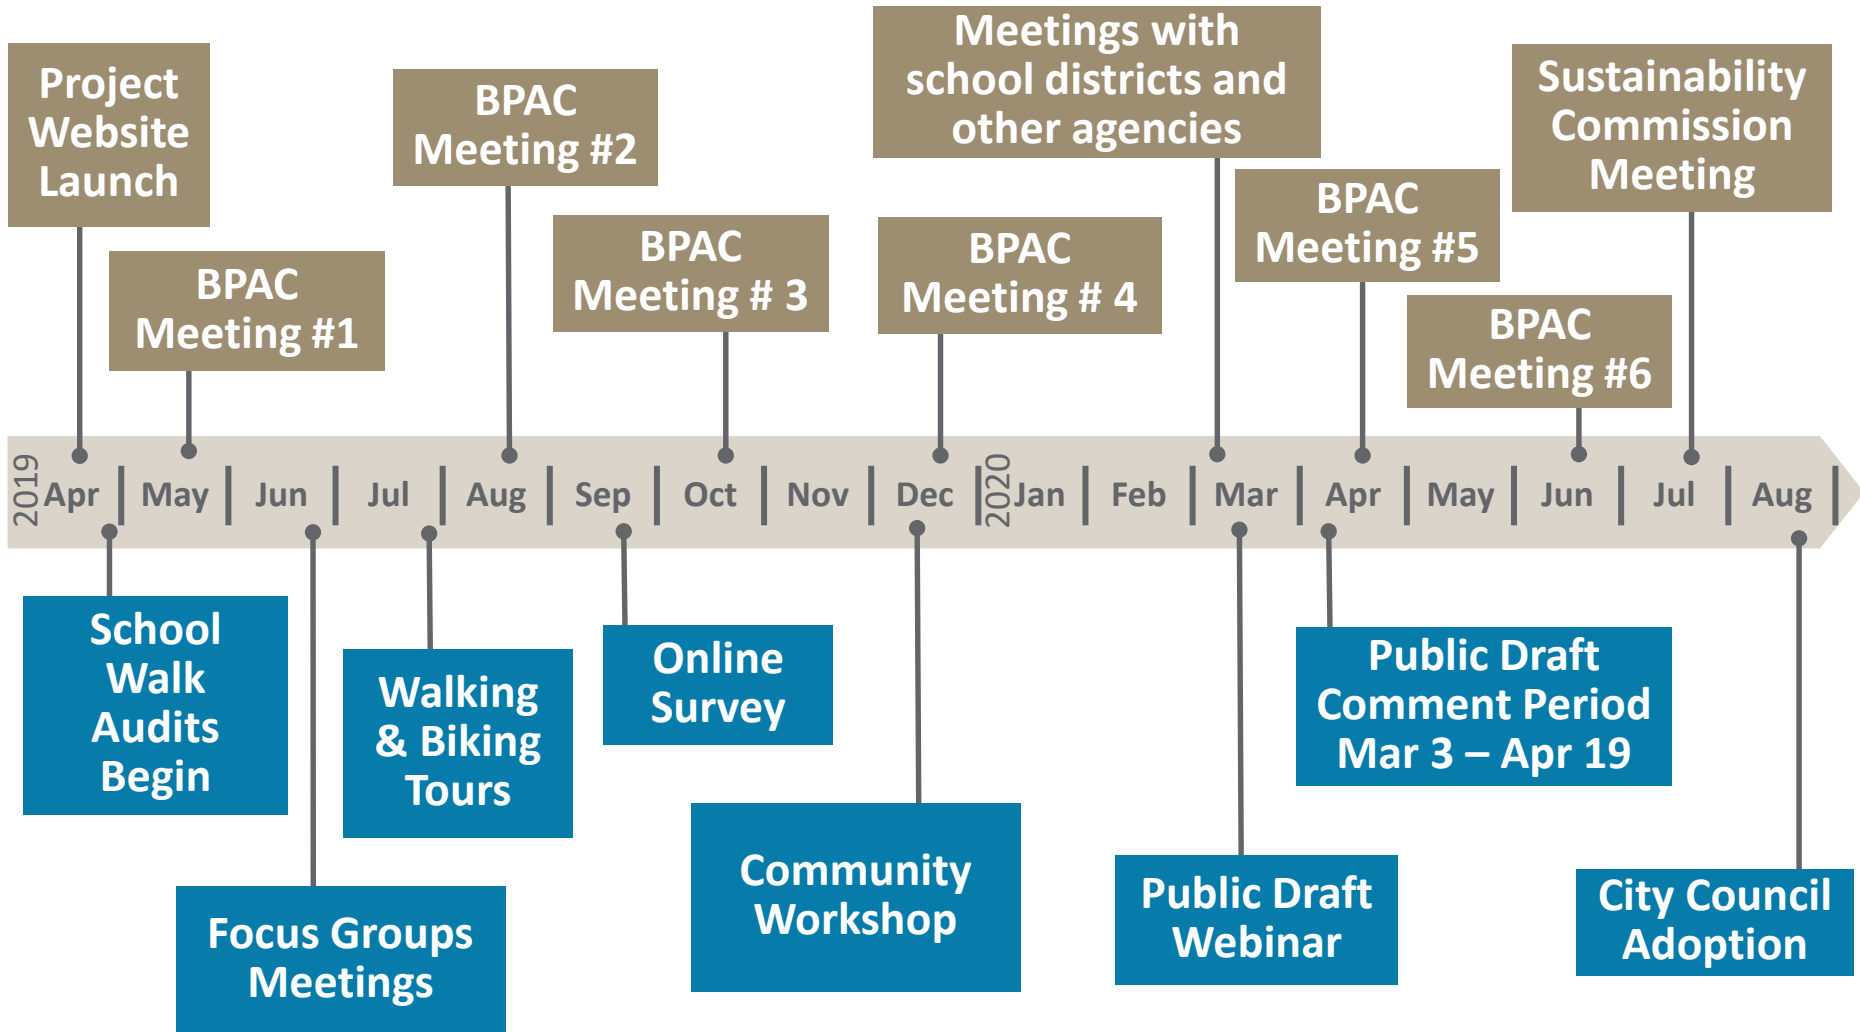 Project
Website
Launch
BPAC
Meeting #1
BPAC
Meeting #2
BPAC
Meeting # 3
BPAC
Meeting # 4
Meetings with
school districts and
other agencies
BPAC
Meeting #5
BPAC
Meeting #6
Sustainability
Commission
Meeting
2019
Apr | May | Jun | Jul | Aug | Sep | Oct | Nov | Dec |
2020
Jan | Feb | Mar | Apr | May | Jun | Jul | Aug |
School
Walk
Audits
Begin
Focus Groups
Meetings
Walking
& Biking
Tours
Online
Survey
Community
Workshop
Public Draft
Webinar
Public Draft
Comment Period
Mar 3 – Apr 19
City Council
Adoption